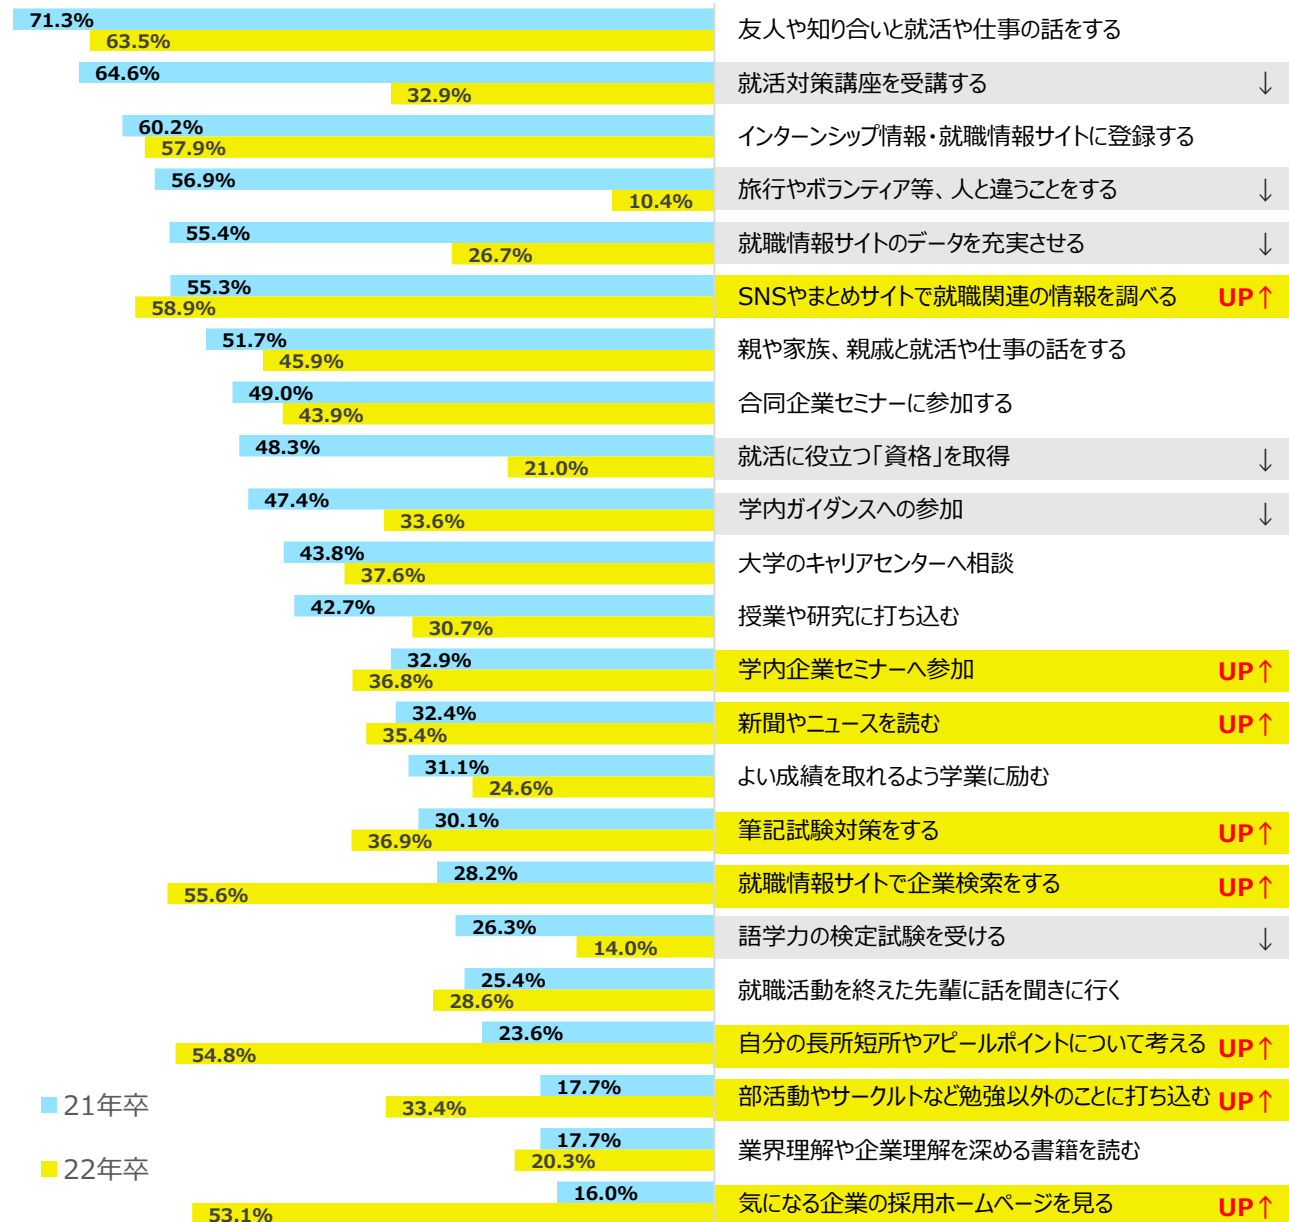 71.3%
63.5%
友人や知り合いと就活や仕事の話をする
64.6%
32.9%
就活対策講座を受講する ↓
60.2%
57.9%
インターンシップ情報・就職情報サイトに登録する
56.9%
10.4%
旅行やボランティア等、人と違うことをする ↓
55.4%
26.7%
就職情報サイトのデータを充実させる ↓
55.3%
58.9%
SNSやまとめサイトで就職関連の情報を調べる UP↑
51.7%
45.9%
親や家族、親戚と就活や仕事の話をする
49.0%
43.9%
合同企業セミナーに参加する
48.3%
21.0%
就活に役立つ「資格」を取得 ↓
47.4%
33.6%
学内ガイダンスへの参加 ↓
43.8%
37.6%
大学のキャリアセンターへ相談
42.7%
30.7%
授業や研究に打ち込む
32.9%
36.8%
学内企業セミナーへ参加 UP↑
32.4%
35.4%
新聞やニュースを読む UP↑
31.1%
24.6%
よい成績を取れるよう学業に励む
30.1%
36.9%
筆記試験対策をする UP↑
28.2%
55.6%
就職情報サイトで企業検索をする UP↑
26.3%
14.0%
語学力の検定試験を受ける ↓
25.4%
28.6%
就職活動を終えた先輩に話を聞きに行く
23.6%
54.8%
自分の長所短所やアピールポイントについて考える UP↑
17.7%
33.4%
部活動やサークルトなど勉強以外のことに打ち込む UP↑
17.7%
20.3%
業界理解や企業理解を深める書籍を読む
16.0%
53.1%
気になる企業の採用ホームページを見る UP↑
21年卒
22年卒